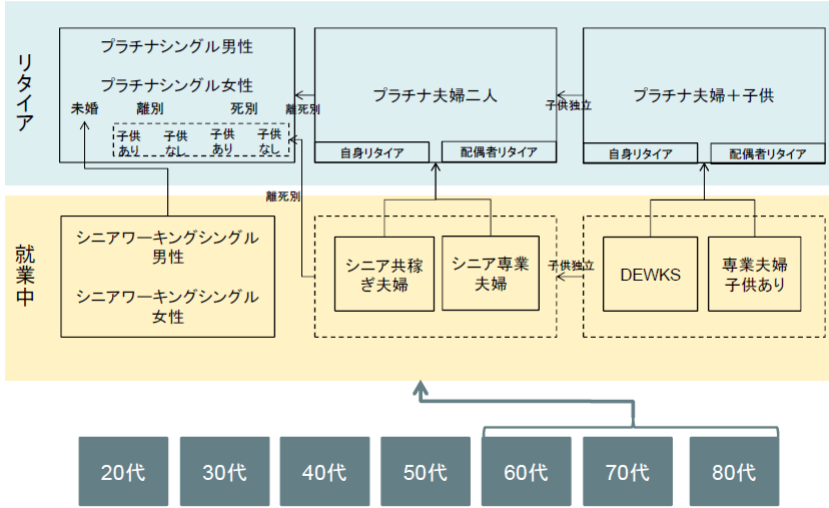 リタイア
プラチナシングル男性
プラチナシングル女性
未婚 離別 死別
子供あり
子供なし
子供あり
子供なし
離死別
プラチナ夫婦二人
自身リタイア
配偶者リタイア
子供独立
プラチナ夫婦＋子供
自身リタイア
配偶者リタイア
就業中
シニアワーキングシングル
男性
シニアワーキングシングル
女性
離死別
シニア共稼
ぎ夫婦
シニア専業
夫婦
子供独立
DEWKS
専業夫婦
子供あり
20代 30代 40代 50代 60代 70代 80代